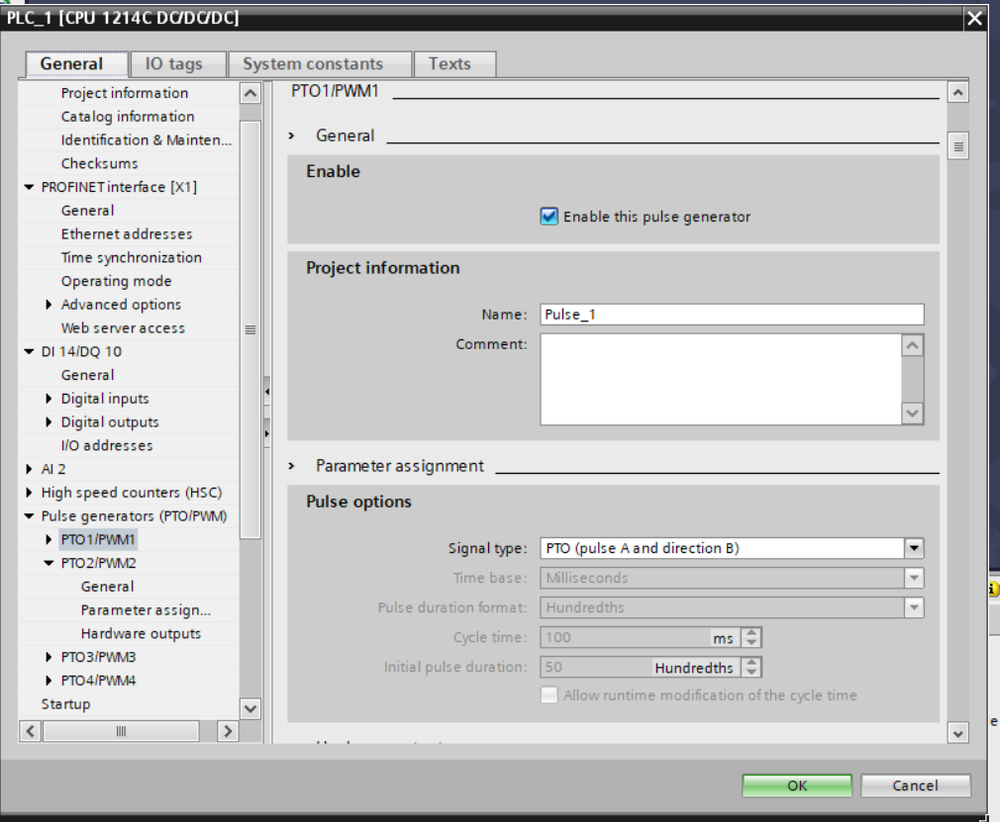 PLC_1 [CPU 1214C DC/DC/DC]
General IO tags System constants Texts
Project information
Catalog information
Identification & Mainten...
Checksums
PROFINET interface [X1]
General
Ethernet addresses
Time synchronization
Operating mode
Advanced options
Web server access
DI 14/DQ 10
General
Digital inputs
Digital outputs
I/O addresses
AI 2
High speed counters (HSC)
Pulse generators (PTO/PWM)
PTO1/PWM1
PTO2/PWM2
General
Parameter assign...
Hardware outputs
PTO3/PWM3
PTO4/PWM4
Startup
PTO1/PWM1
General
Enable
Enable this pulse generator
Project information
Name: Pulse_1
Comment:
Parameter assignment
Pulse options
Signal type: PTO (pulse A and direction B)
Time base: Milliseconds
Pulse duration format: Hundredths
Cycle time: 100 ms
Initial pulse duration: 50 Hundredths
Allow runtime modification of the cycle time
OK Cancel